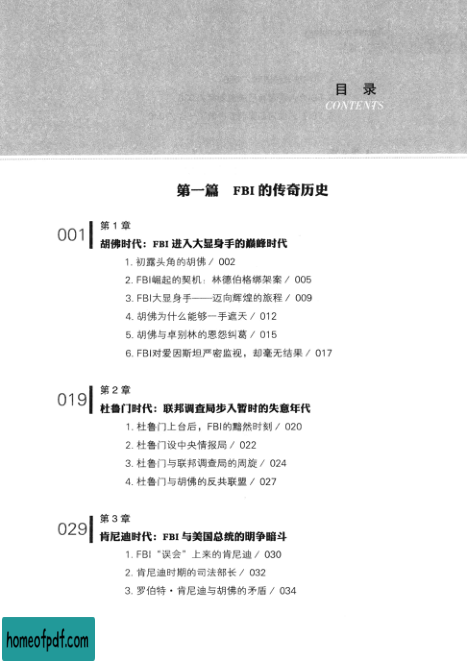 目 录
CONTENTS
第一篇 FBI的传奇历史
001
第1章
胡佛时代：FBI进入大显身手的巅峰时代
1. 初露头角的胡佛 / 002
2. FBI崛起的契机：林德伯格绑架案 / 005
3. FBI大显身手——迈向辉煌的旅程 / 009
4. 胡佛为什么能够一手遮天 / 012
5. 胡佛与卓别林的恩怨纠葛 / 015
6. FBI对爱因斯坦严密监视，却毫无结果 / 017
019
第2章
杜鲁门时代：联邦调查局步入暂时的失意年代
1. 杜鲁门上台后，FBI的黯然时刻 / 020
2. 杜鲁门设中央情报局 / 022
3. 杜鲁门与联邦调查局的周旋 / 024
4. 杜鲁门与胡佛的反共联盟 / 027
029
第3章
肯尼迪时代：FBI与美国总统的明争暗斗
1. FBI“误会”上来的肯尼迪 / 030
2. 肯尼迪时期的司法部长 / 032
3. 罗伯特·肯尼迪与胡佛的矛盾 / 034
homeofpdf.com